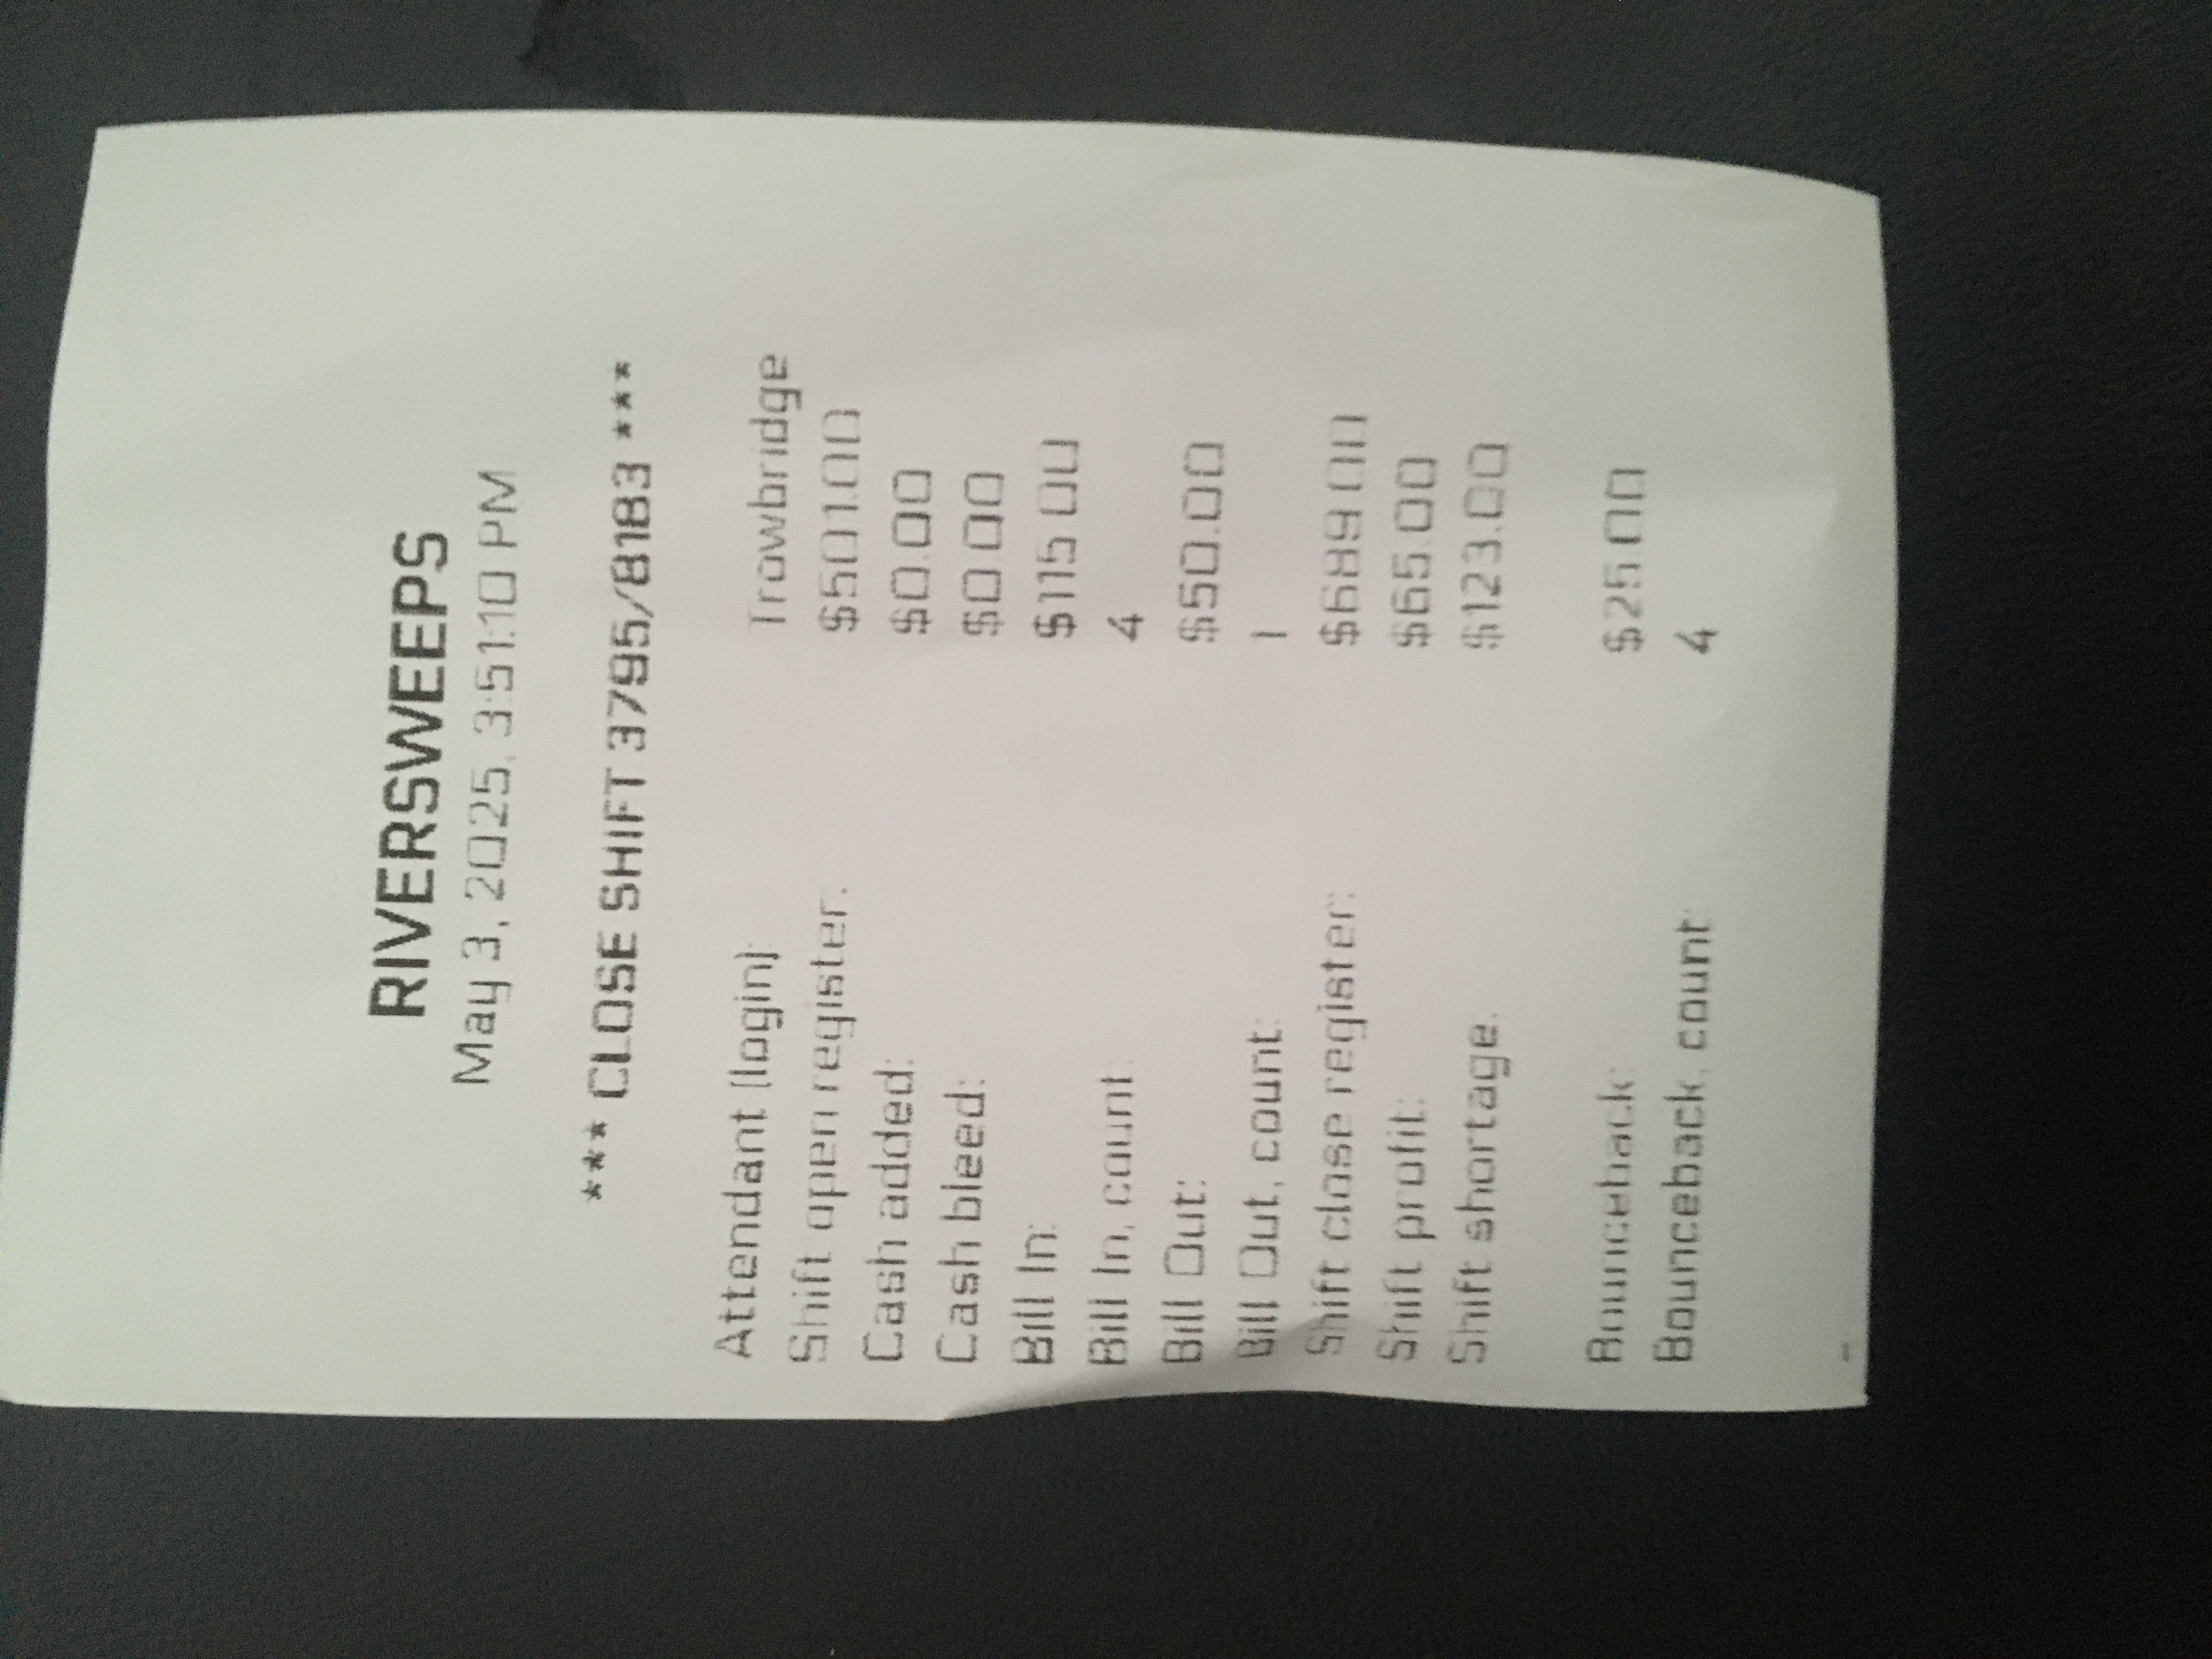 RIVERSWEEPS
May 3, 2025, 3:51:10 PM
*** CLOSE SHIFT 3795/8183 ***
Attendant (login): Trowbridge
Shift open register: $501.00
Cash added: $0.00
Cash bleed: $0.00
Bill In: $115.00
Bill In, count: 4
Bill Out: $50.00
Bill Out, count: 1
Shift close register: $689.00
Shift profit: $65.00
Shift shortage: $123.00
Bounceback: $25.00
Bounceback, count: 4